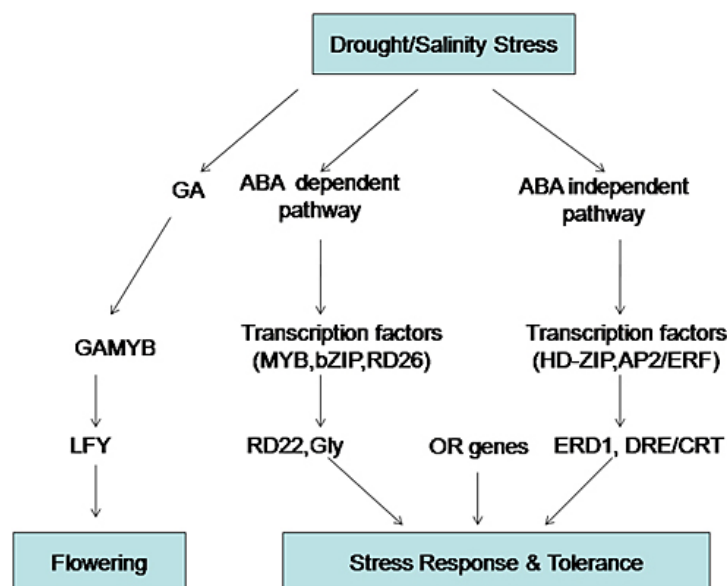 Drought/Salinity Stress
GA
ABA dependent
pathway
ABA independent
pathway
GAMYB
Transcription factors
(MYB,bZIP,RD26)
Transcription factors
(HD-ZIP,AP2/ERF)
LFY
RD22,Gly
OR genes
ERD1, DRE/CRT
Flowering
Stress Response & Tolerance